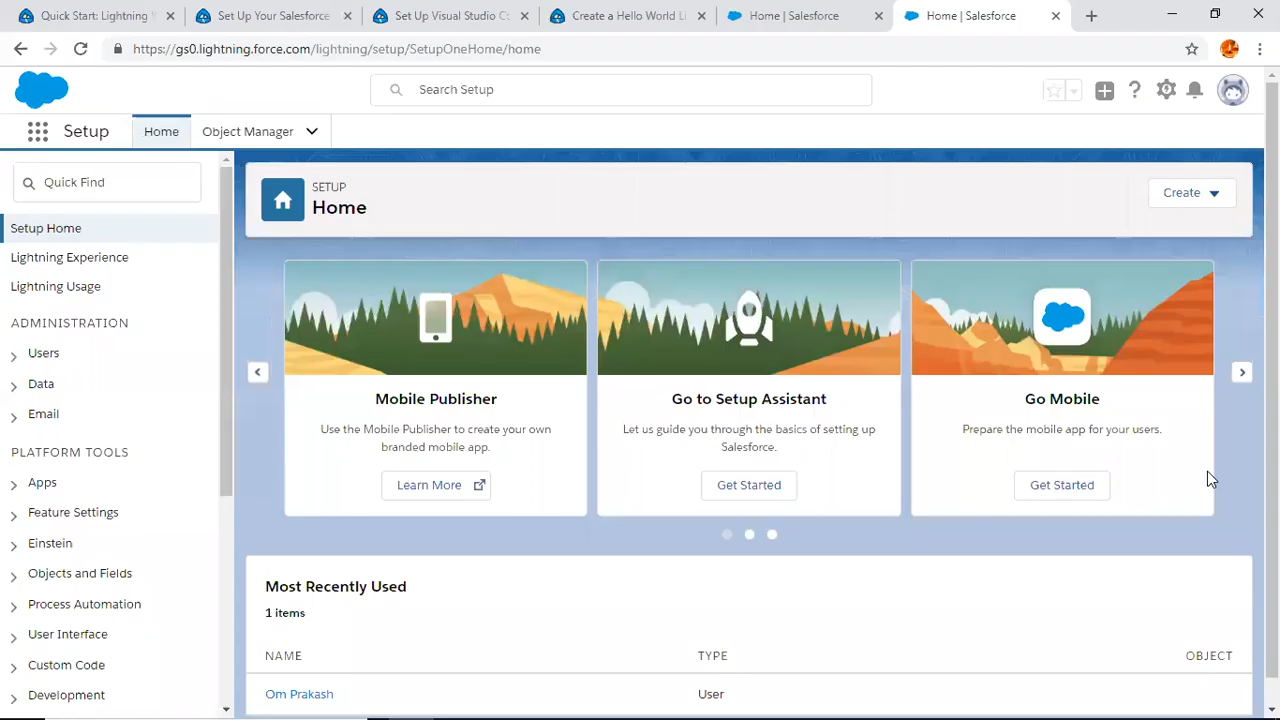 Quick Start: Lightning
Set Up Your Salesforce
Set Up Visual Studio Co
Create a Hello World Li
Home | Salesforce
Home | Salesforce
https://gs0.lightning.force.com/lightning/setup/SetupOneHome/home
Search Setup
Setup
Home
Object Manager
Quick Find
SETUP
Home
Create
Setup Home
Lightning Experience
Lightning Usage
ADMINISTRATION
Users
Data
Email
PLATFORM TOOLS
Apps
Feature Settings
Einstein
Objects and Fields
Process Automation
User Interface
Custom Code
Development
Mobile Publisher
Use the Mobile Publisher to create your own
branded mobile app.
Learn More
Go to Setup Assistant
Let us guide you through the basics of setting up
Salesforce.
Get Started
Go Mobile
Prepare the mobile app for your users.
Get Started
Most Recently Used
1 items
NAME
TYPE
OBJECT
Om Prakash
User